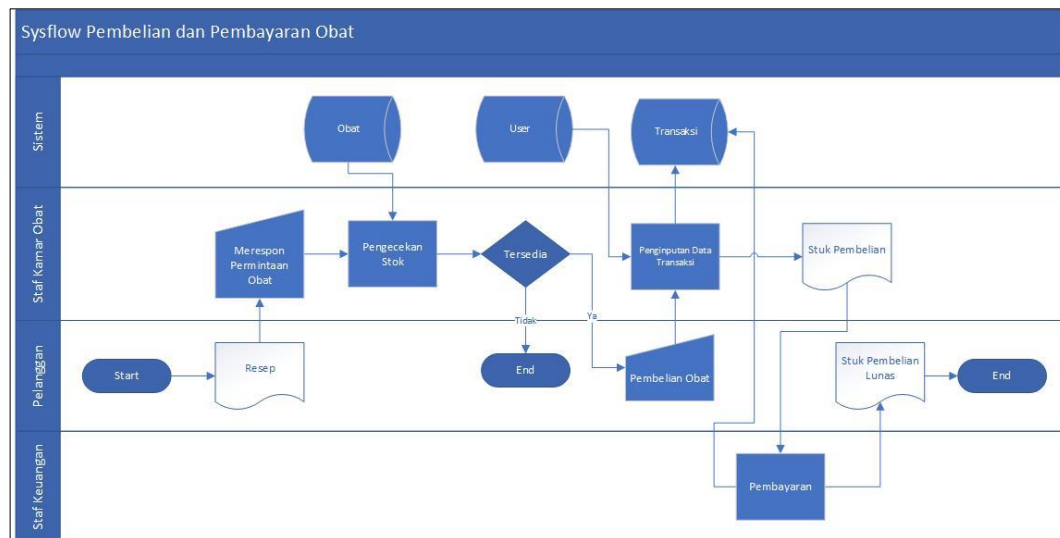 Sysflow Pembelian dan Pembayaran Obat
Sistem
Obat
User
Transaksi
Staf Kamar Obat
Merespon
Permintaan
Obat
Pengecekan
Stok
Tersedia
Penginputan Data
Transaksi
Stuk Pembelian
Tidak
Ya
Pelanggan
Start
Resep
End
Pembelian Obat
Stuk Pembelian
Lunas
End
Staf Keuangan
Pembayaran